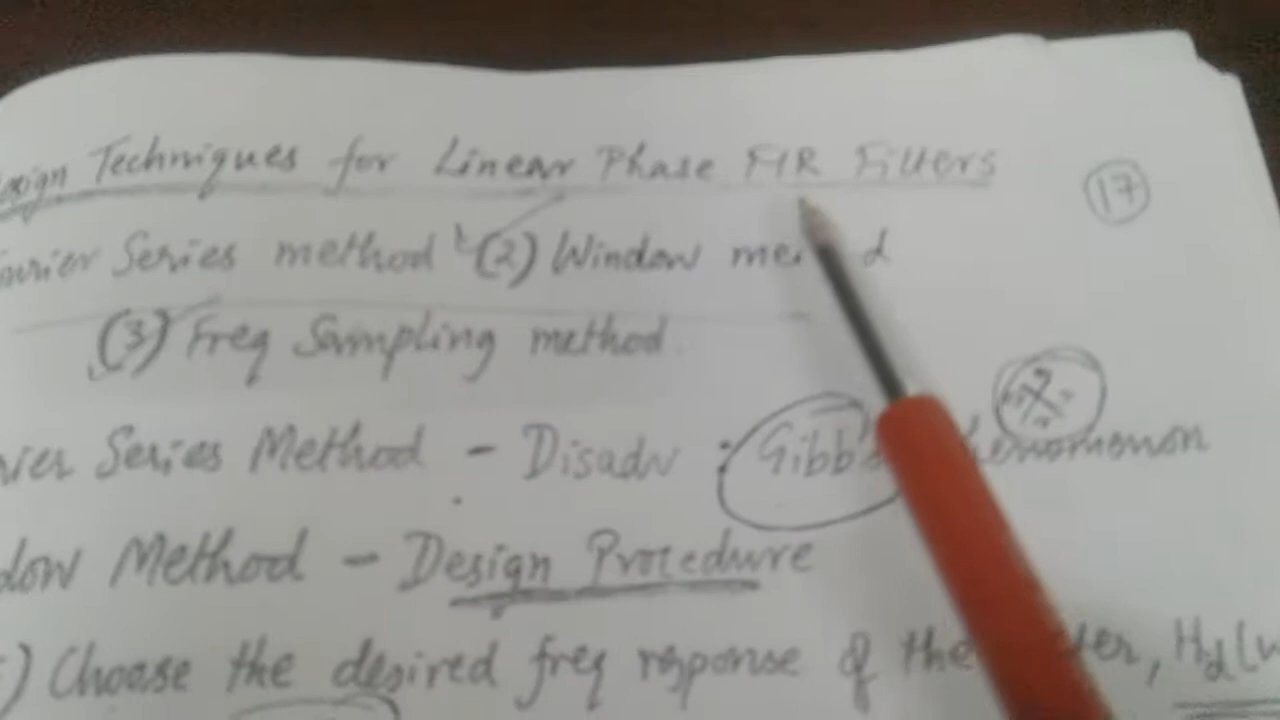 Techniques for Linear Phase FIR Filters
(17)
Series method (2) Window
(3) Freq Sampling method.
Series Method - Disadv : Gibb's
Method - Design Procedure
Choose the desired freq response of the